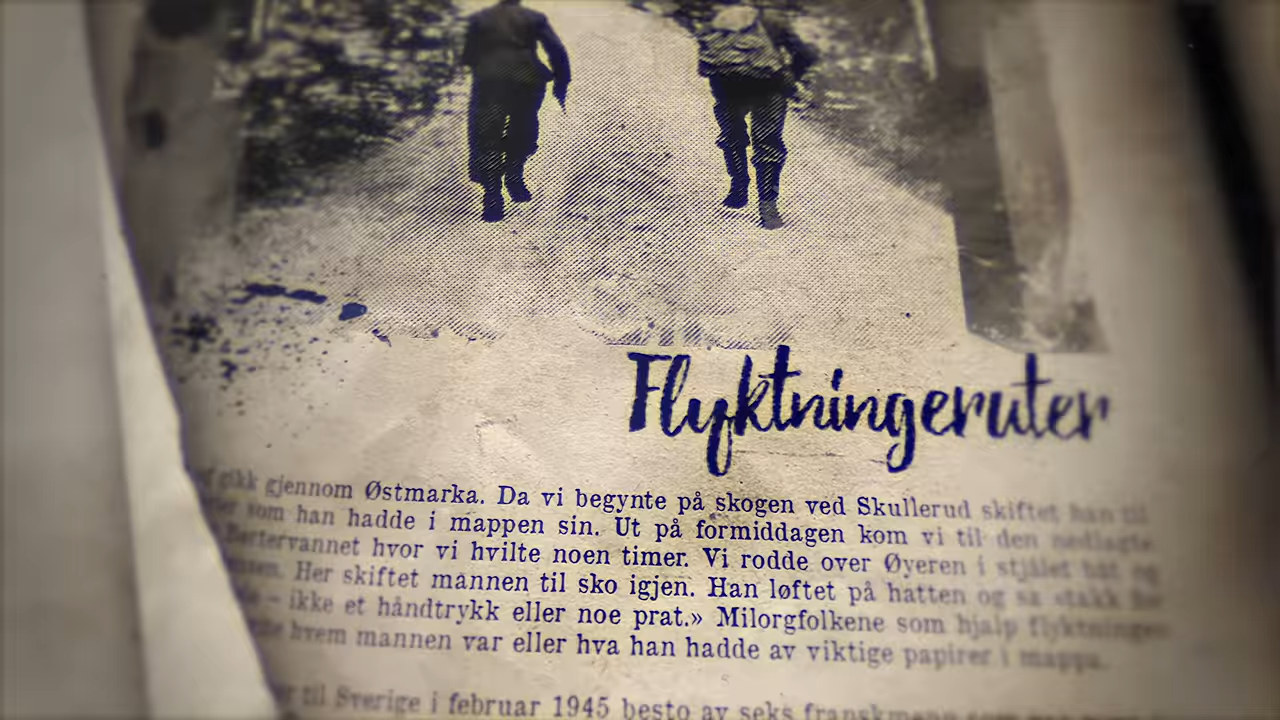 Flyktningeruter
gikk gjennom Østmarka. Da vi begynte på skogen ved Skullerud skiftet han til
som han hadde i mappen sin. Ut på formiddagen kom vi til den nedlagte
Børtervannet hvor vi hvilte noen timer. Vi rodde over Øyeren i stjålet båt og
Her skiftet mannen til sko igjen. Han løftet på hatten og sa «takk for
– ikke et håndtrykk eller noe prat.» Milorgfolkene som hjalp flyktningene
hvem mannen var eller hva han hadde av viktige papirer i mappa.
til Sverige i februar 1945 besto av seks franskmenn som